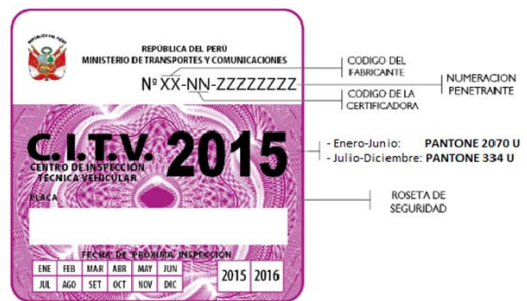 REPÚBLICA DEL PERÚ
MINISTERIO DE TRANSPORTES Y COMUNICACIONES
Nº XX-NN-ZZZZZZZZ
CODIGO DEL
FABRICANTE
NUMERACION
PENETRANTE
CODIGO DE LA
CERTIFICADORA
C.I.T.V. 2015
CENTRO DE INSPECCIÓN
TÉCNICA VEHICULAR
- Enero-Junio: PANTONE 2070 U
- Julio-Diciembre: PANTONE 334 U
PLACA
ROSETA DE
SEGURIDAD
FECHA DE PRÓXIMA INSPECCIÓN
ENE FEB MAR ABR MAY JUN 2015 2016
JUL AGO SET OCT NOV DIC